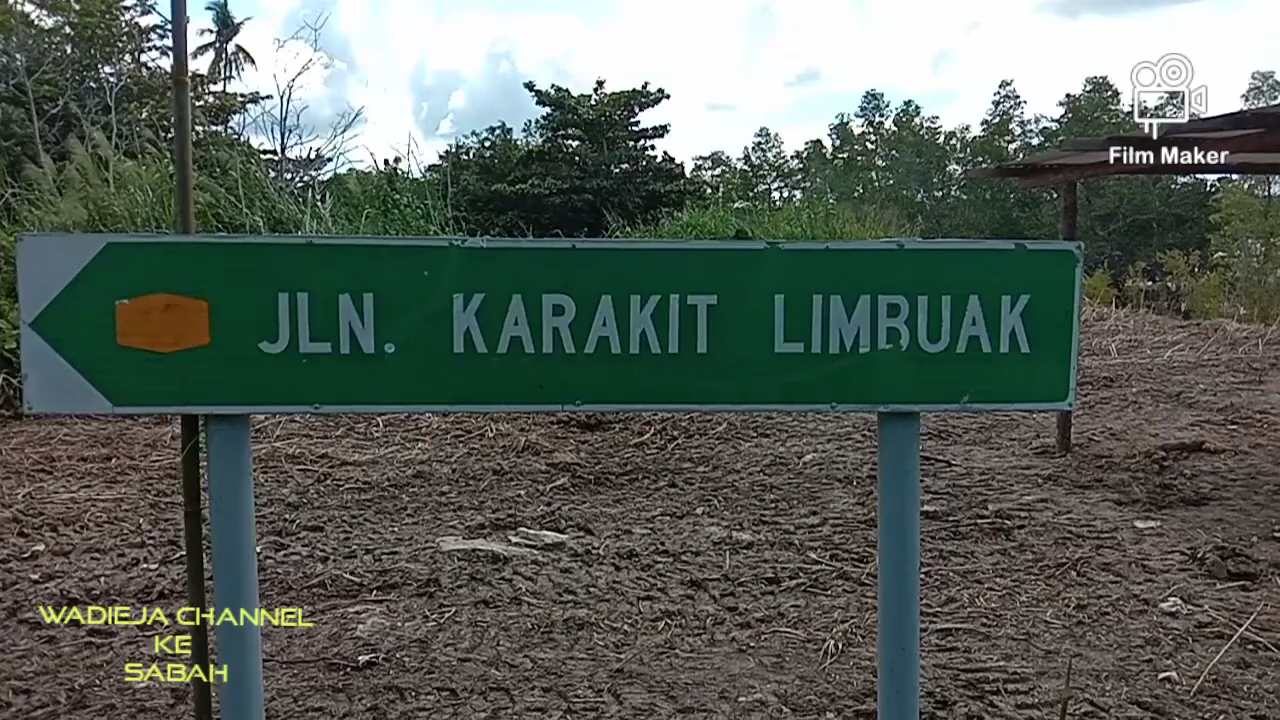 Film Maker
JLN. KARAKIT LIMBUAK
WADIEJA CHANNEL
KE
SABAH